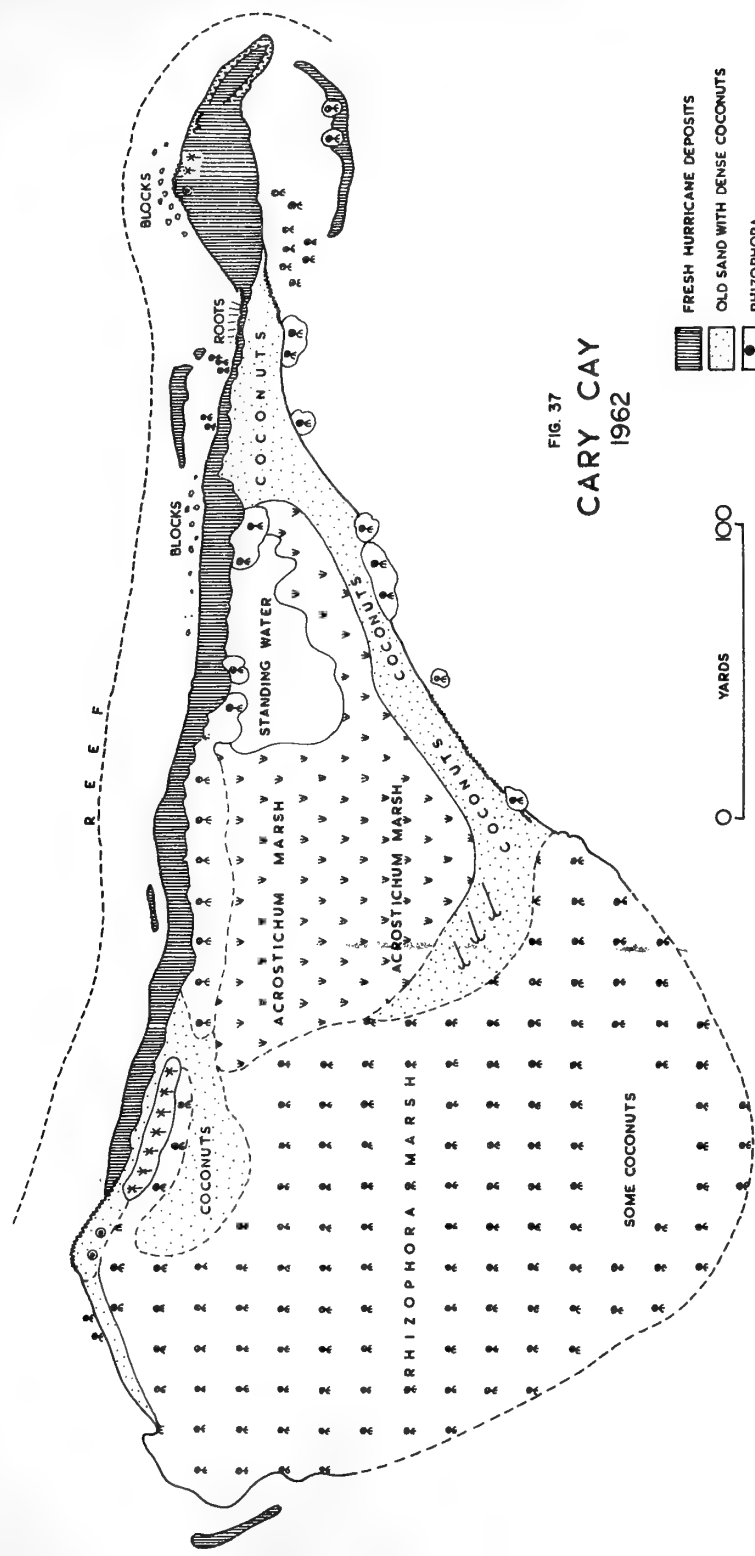 REEF
BLOCKS
ROOTS
BLOCKS
COCONUTS
STANDING WATER
COCONUTS
COCONUTS
ACROSTICHUM MARSH
ACROSTICHUM MARSH
COCONUTS
RHIZOPHORA MARSH
SOME COCONUTS
FIG. 37
CARY CAY
1962
0 100
YARDS
FRESH HURRICANE DEPOSITS
OLD SAND WITH DENSE COCONUTS